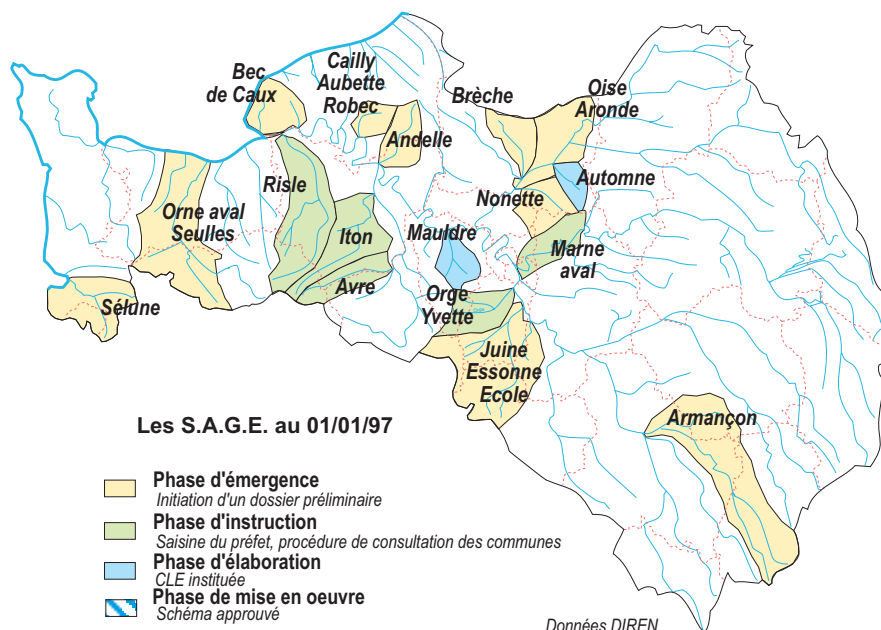 Bec
de Caux
Cailly
Aubette
Robec
Andelle
Brèche
Oise
Aronde
Automne
Nonette
Risle
Orne aval
Seulles
Iton
Mauldre
Marne
aval
Avre
Orge
Yvette
Sélune
Juine
Essonne
Ecole
Armançon
Les S.A.G.E. au 01/01/97
Phase d'émergence
Initiation d'un dossier préliminaire
Phase d'instruction
Saisine du préfet, procédure de consultation des communes
Phase d'élaboration
CLE instituée
Phase de mise en oeuvre
Schéma approuvé
Données DIREN